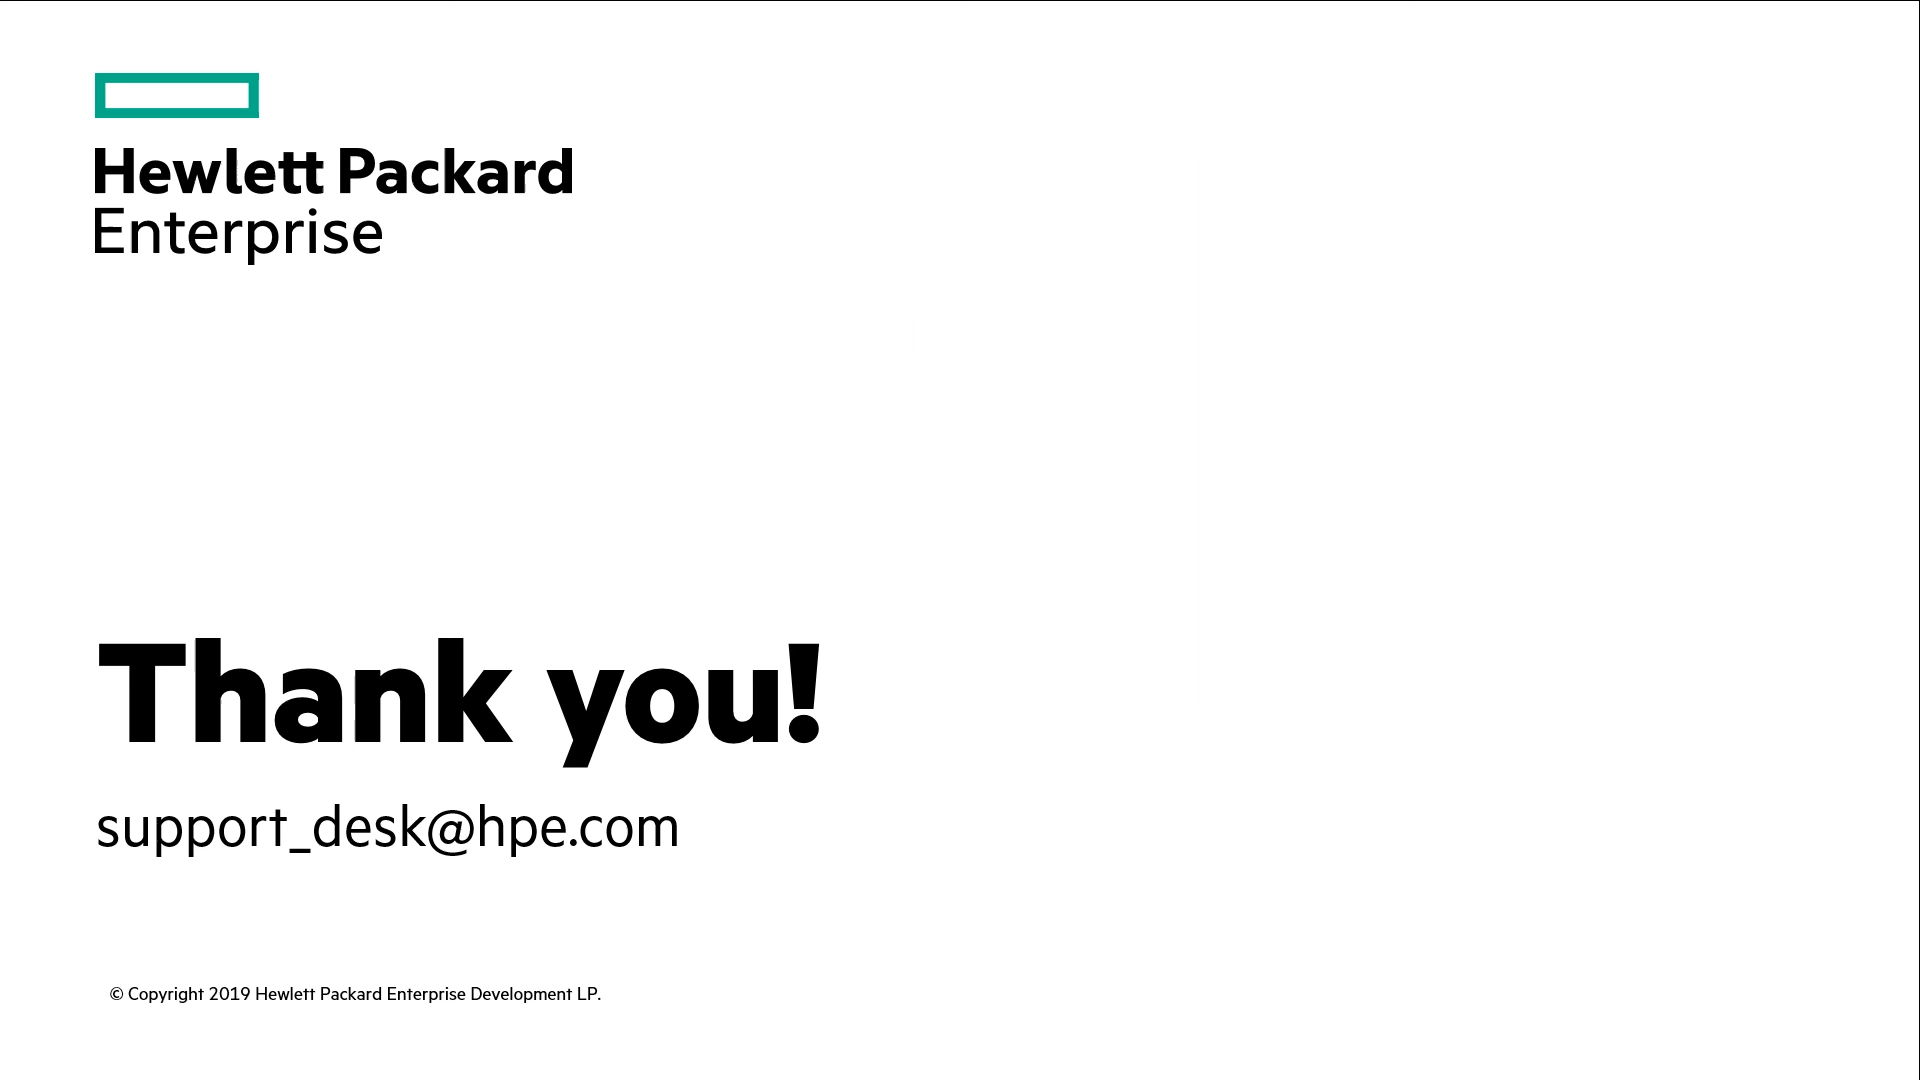 Hewlett Packard
Enterprise
Thank you!
support_desk@hpe.com
© Copyright 2019 Hewlett Packard Enterprise Development LP.